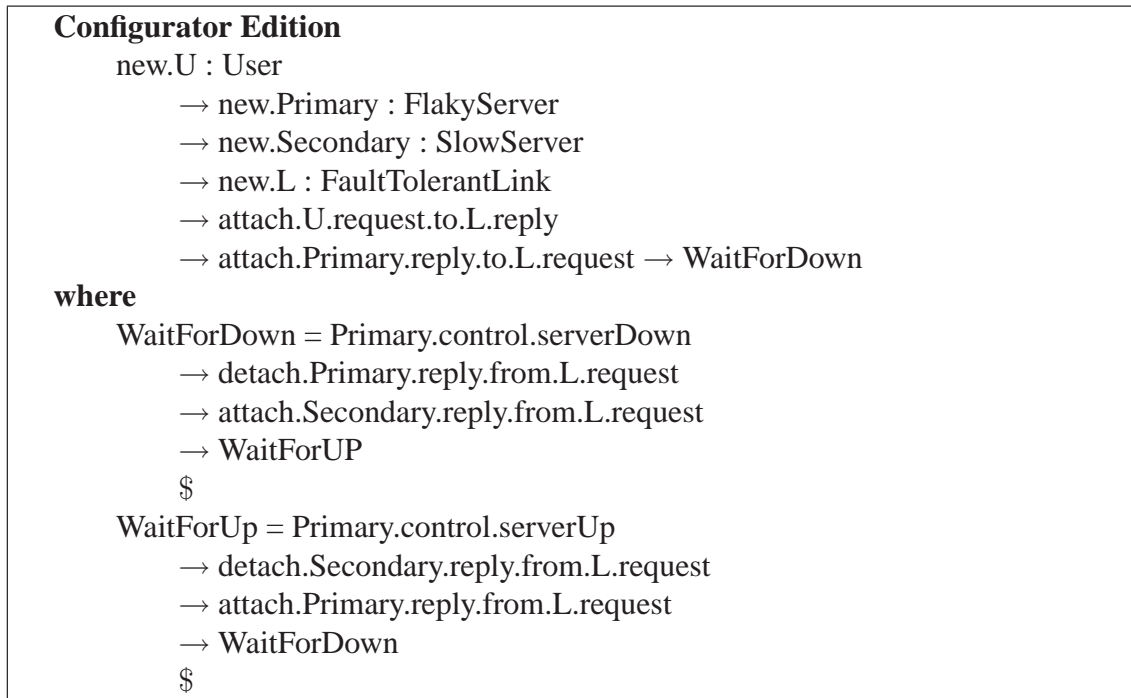 Configurator Edition
new.U : User
→ new.Primary : FlakyServer
→ new.Secondary : SlowServer
→ new.L : FaultTolerantLink
→ attach.U.request.to.L.reply
→ attach.Primary.reply.to.L.request → WaitForDown
where
WaitForDown = Primary.control.serverDown
→ detach.Primary.reply.from.L.request
→ attach.Secondary.reply.from.L.request
→ WaitForUP
$
WaitForUp = Primary.control.serverUp
→ detach.Secondary.reply.from.L.request
→ attach.Primary.reply.from.L.request
→ WaitForDown
$